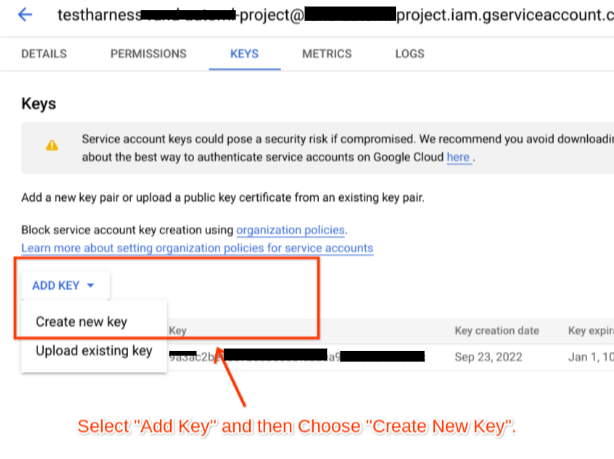 testharness -project@ project.iam.gserviceaccount.c
DETAILS PERMISSIONS KEYS METRICS LOGS
Keys
Service account keys could pose a security risk if compromised. We recommend you avoid downloadin
about the best way to authenticate service accounts on Google Cloud here .
Add a new key pair or upload a public key certificate from an existing key pair.
Block service account key creation using organization policies.
Learn more about setting organization policies for service accounts
ADD KEY
Create new key
Key Key creation date Key expira
Upload existing key
Sep 23, 2022 Jan 1, 10
Select "Add Key" and then Choose "Create New Key".